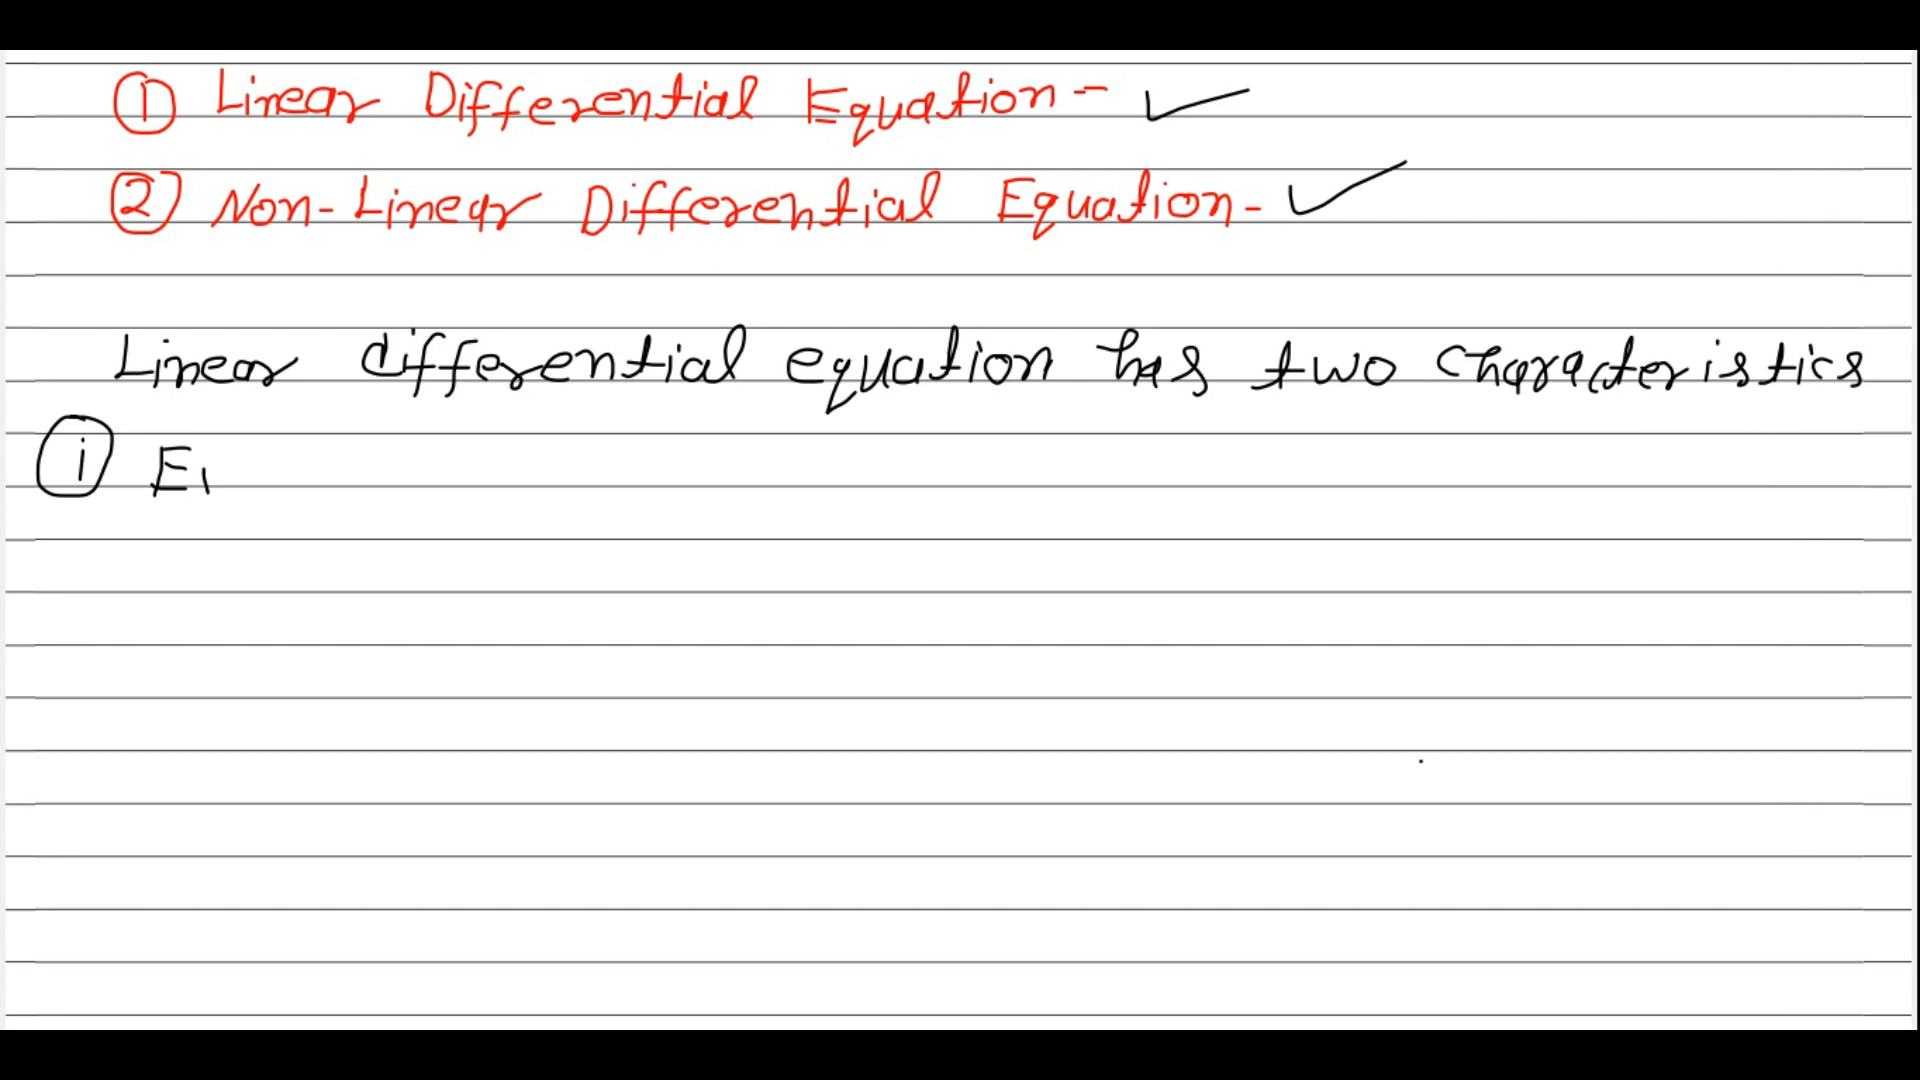 ① Linear Differential Equation -
② Non-Linear Differential Equation -
Linear differential equation has two characteristics
ⓘ E